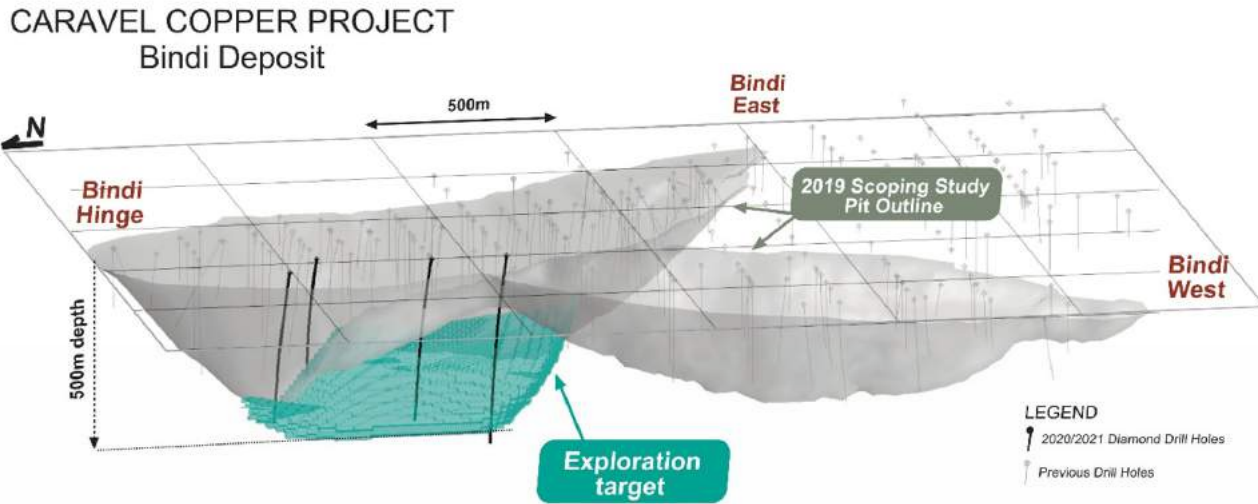 CARAVEL COPPER PROJECT
Bindi Deposit
N
500m
Bindi
East
Bindi
Hinge
2019 Scoping Study
Pit Outline
Bindi
West
500m depth
Exploration
target
LEGEND
2020/2021 Diamond Drill Holes
Previous Drill Holes